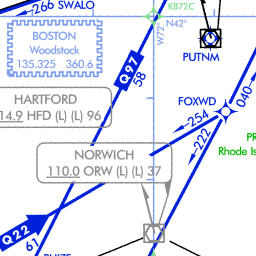 266 SWALO
KB72C
N42°
W72°
BOSTON
Woodstock
135.325 360.6
PUTNM
Q97
58
HARTFORD
14.9 HFD (L) (L) 96
FOXWD
040
254
222
PR
Rhode Is
NORWICH
110.0 ORW (L) (L) 37
Q22
61